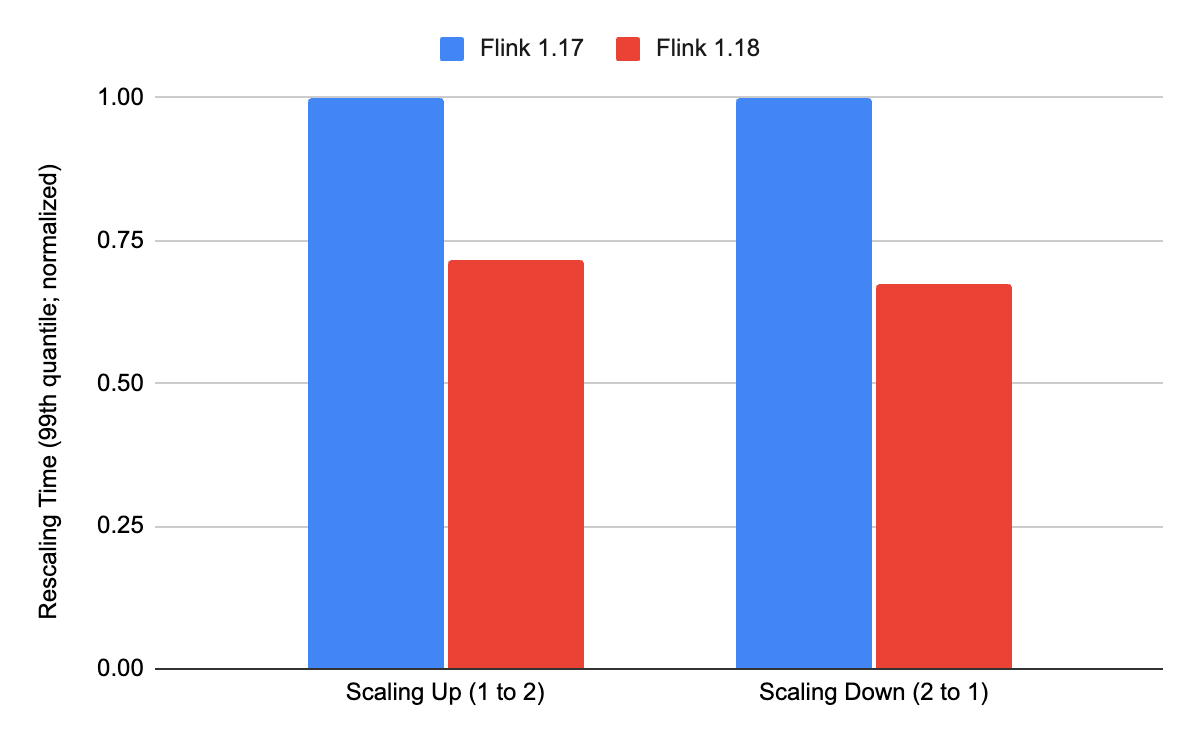 Flink 1.17
Flink 1.18
1.00
0.75
0.50
0.25
0.00
Rescaling Time (99th quantile; normalized)
Scaling Up (1 to 2)
Scaling Down (2 to 1)